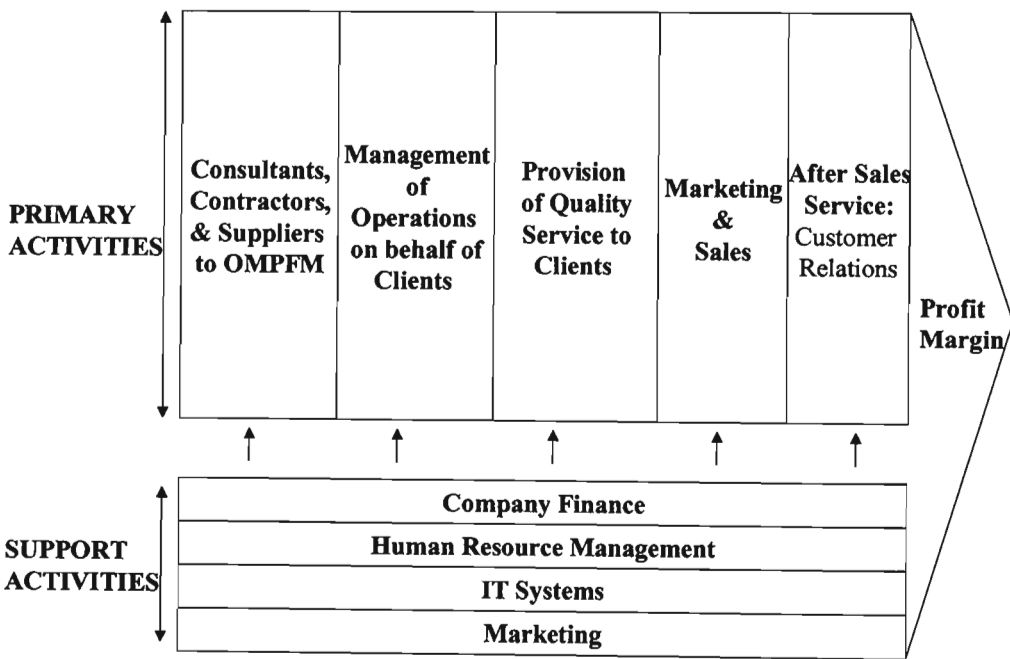 PRIMARY
ACTIVITIES
Consultants,
Contractors,
& Suppliers
to OMPFM
Management
of
Operations
on behalf of
Clients
Provision
of Quality
Service to
Clients
Marketing
&
Sales
After Sales
Service:
Customer
Relations
Profit
Margin
SUPPORT
ACTIVITIES
Company Finance
Human Resource Management
IT Systems
Marketing